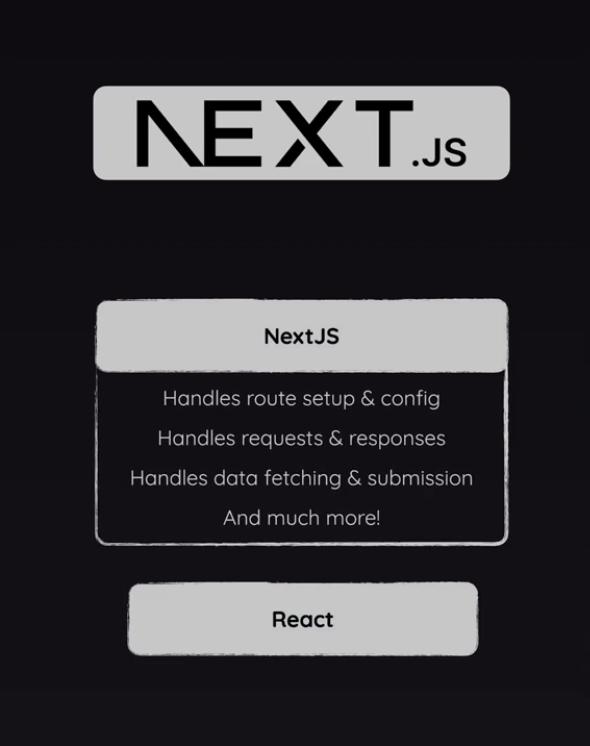 NEXT.JS
NextJS
Handles route setup & config
Handles requests & responses
Handles data fetching & submission
And much more!
React